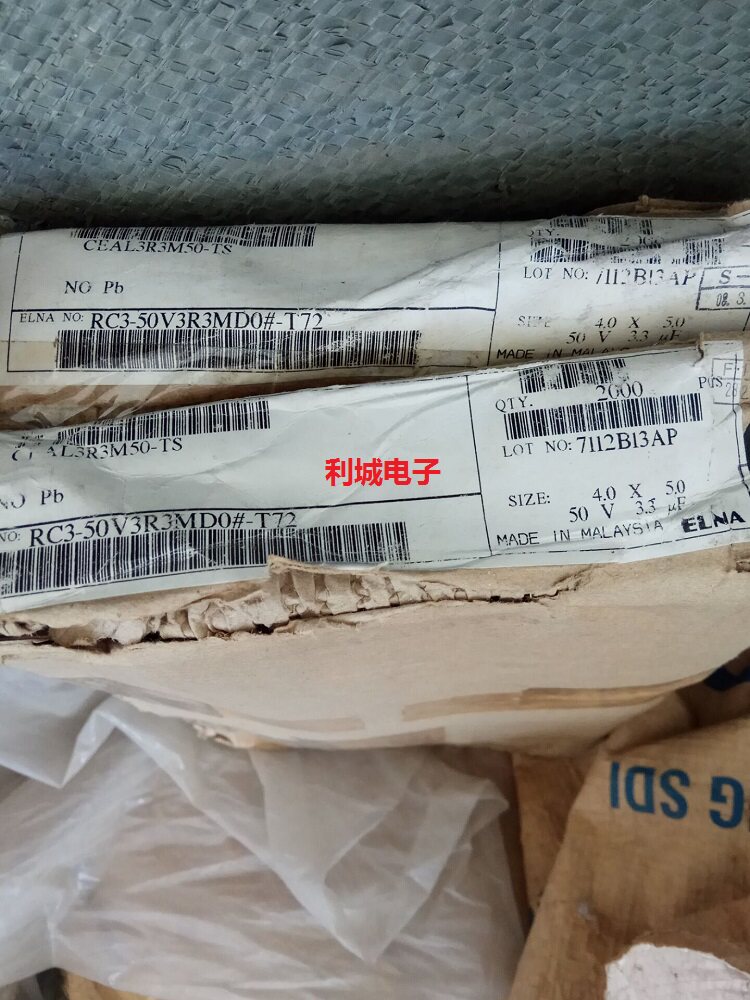 CEAL3R3M50-TS
NO Pb
ELNA NO: RC3-50V3R3MD0#-T72
QTY.
LOT NO: 7112B13AP
S-
SIZE 4.0 X 5.0
50 V 3.3 µF
MADE IN MALAYSIA
AL3R3M50-TS
NO Pb
NO: RC3-50V3R3MD0#-T72
QTY. 2000 PCS
LOT NO: 7112B13AP
SIZE: 4.0 X 5.0
50 V 3.3 µF
MADE IN MALAYSIA ELNA
利城电子
G SDI